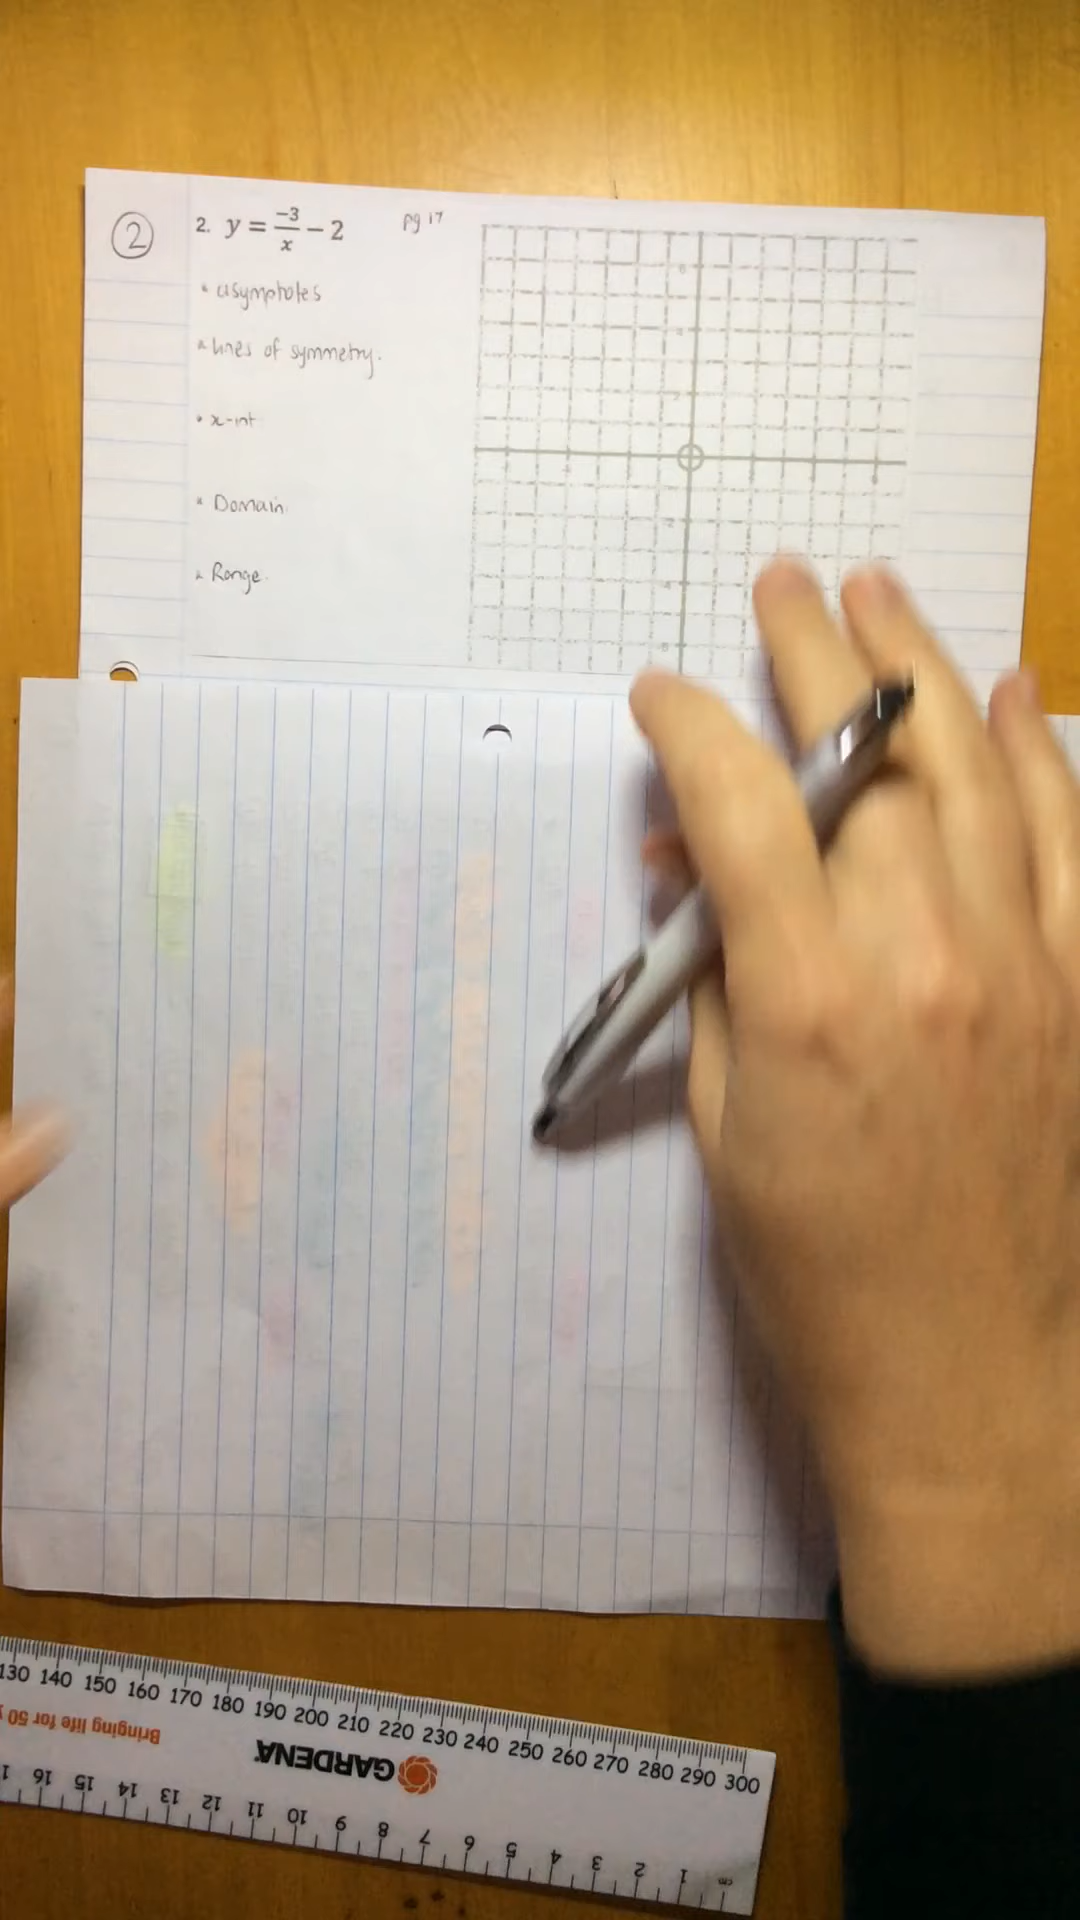 2
2. y = -3/x - 2
pg 17
• asymptotes
• lines of symmetry.
• x-int
• Domain.
• Range.
130 140 150 160 170 180 190 200 210 220 230 240 250 260 270 280 290 300
Bringing life for 50
GARDENA
16 15 14 13 12 11 10 9 8 7 6 5 4 3 2 1 cm